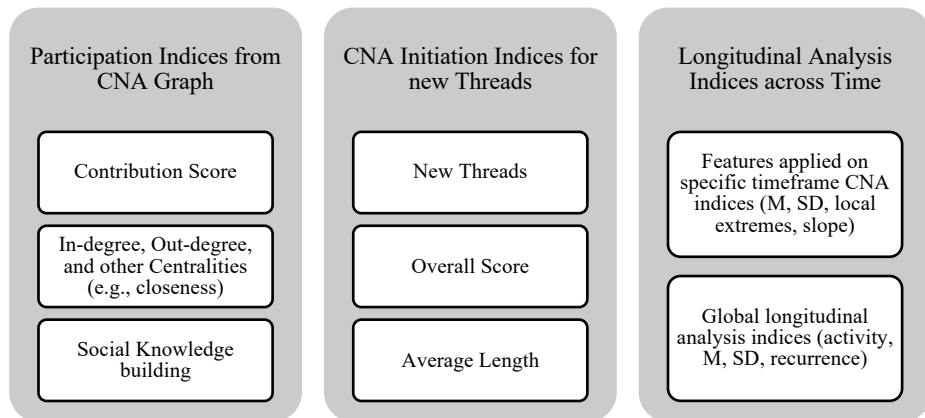 Participation Indices from
CNA Graph
Contribution Score
In-degree, Out-degree,
and other Centralities
(e.g., closeness)
Social Knowledge
building
CNA Initiation Indices for
new Threads
New Threads
Overall Score
Average Length
Longitudinal Analysis
Indices across Time
Features applied on
specific timeframe CNA
indices (M, SD, local
extremes, slope)
Global longitudinal
analysis indices (activity,
M, SD, recurrence)